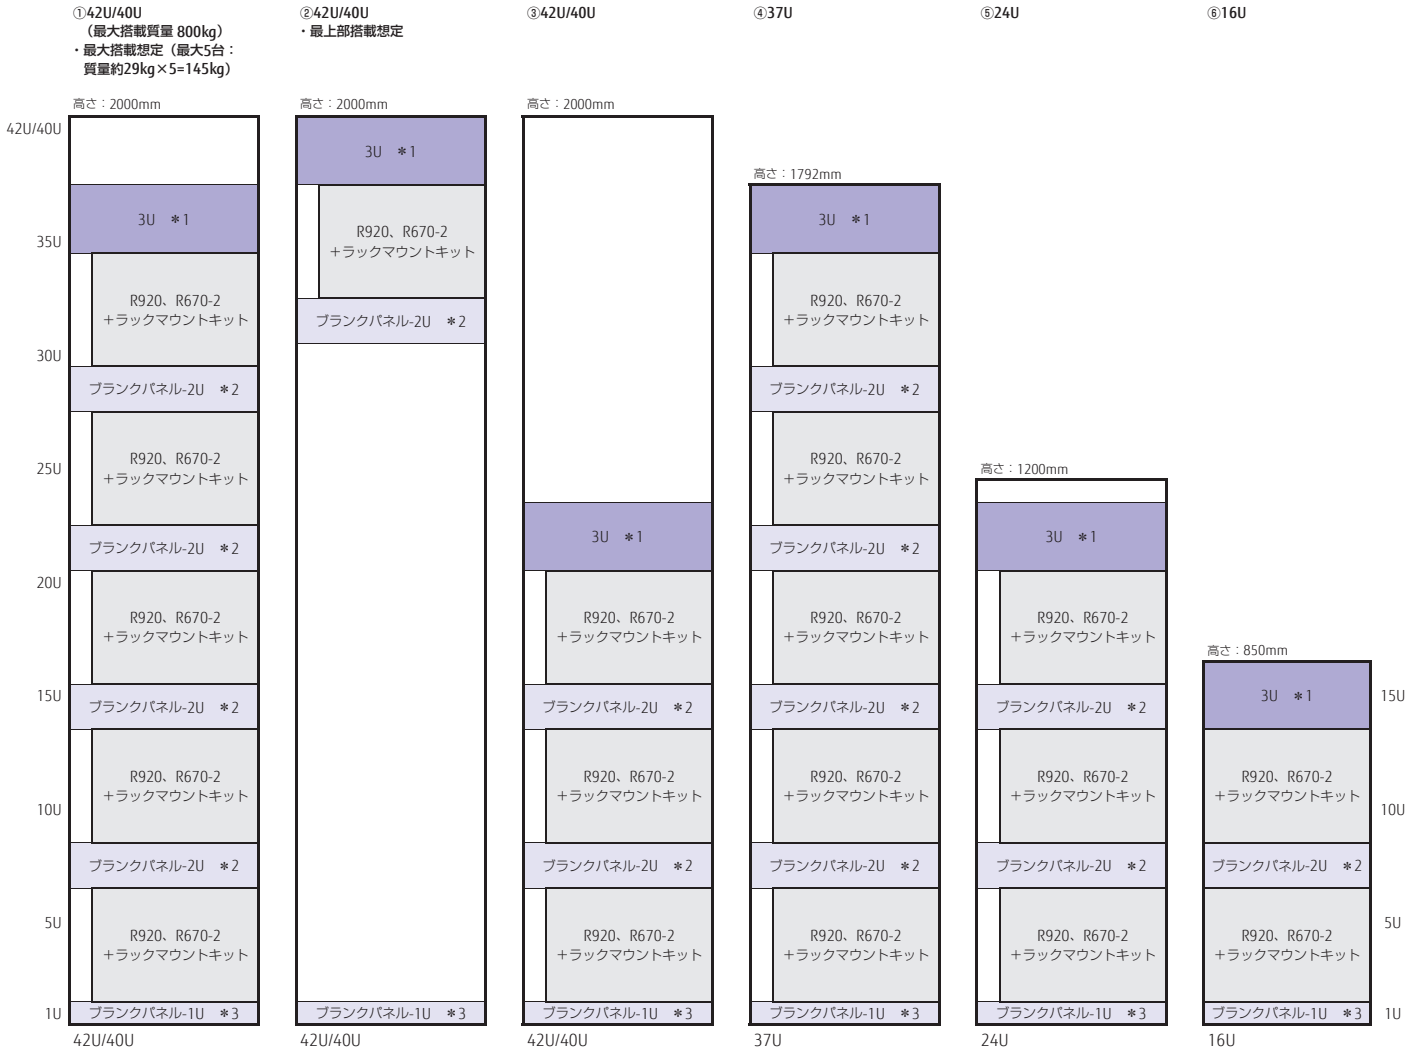 ①42U/40U
（最大搭載質量 800kg）
・最大搭載想定（最大5台：
質量約29kg×5=145kg）
②42U/40U
・最上部搭載想定
③42U/40U
④37U
⑤24U
⑥16U
高さ：2000mm
42U/40U
35U
30U
25U
20U
15U
10U
5U
1U
3U ＊1
R920、R670-2
＋ラックマウントキット
ブランクパネル-2U ＊2
R920、R670-2
＋ラックマウントキット
ブランクパネル-2U ＊2
R920、R670-2
＋ラックマウントキット
ブランクパネル-2U ＊2
R920、R670-2
＋ラックマウントキット
ブランクパネル-2U ＊2
R920、R670-2
＋ラックマウントキット
ブランクパネル-1U ＊3
42U/40U
高さ：2000mm
3U ＊1
R920、R670-2
＋ラックマウントキット
ブランクパネル-2U ＊2
ブランクパネル-1U ＊3
42U/40U
高さ：2000mm
3U ＊1
R920、R670-2
＋ラックマウントキット
ブランクパネル-2U ＊2
R920、R670-2
＋ラックマウントキット
ブランクパネル-2U ＊2
R920、R670-2
＋ラックマウントキット
ブランクパネル-1U ＊3
42U/40U
高さ：1792mm
3U ＊1
R920、R670-2
＋ラックマウントキット
ブランクパネル-2U ＊2
R920、R670-2
＋ラックマウントキット
ブランクパネル-2U ＊2
R920、R670-2
＋ラックマウントキット
ブランクパネル-2U ＊2
R920、R670-2
＋ラックマウントキット
ブランクパネル-2U ＊2
R920、R670-2
＋ラックマウントキット
ブランクパネル-1U ＊3
37U
高さ：1200mm
3U ＊1
R920、R670-2
＋ラックマウントキット
ブランクパネル-2U ＊2
R920、R670-2
＋ラックマウントキット
ブランクパネル-2U ＊2
R920、R670-2
＋ラックマウントキット
ブランクパネル-1U ＊3
24U
高さ：850mm
3U ＊1
R920、R670-2
＋ラックマウントキット
ブランクパネル-2U ＊2
R920、R670-2
＋ラックマウントキット
ブランクパネル-1U ＊3
16U
15U
10U
5U
1U